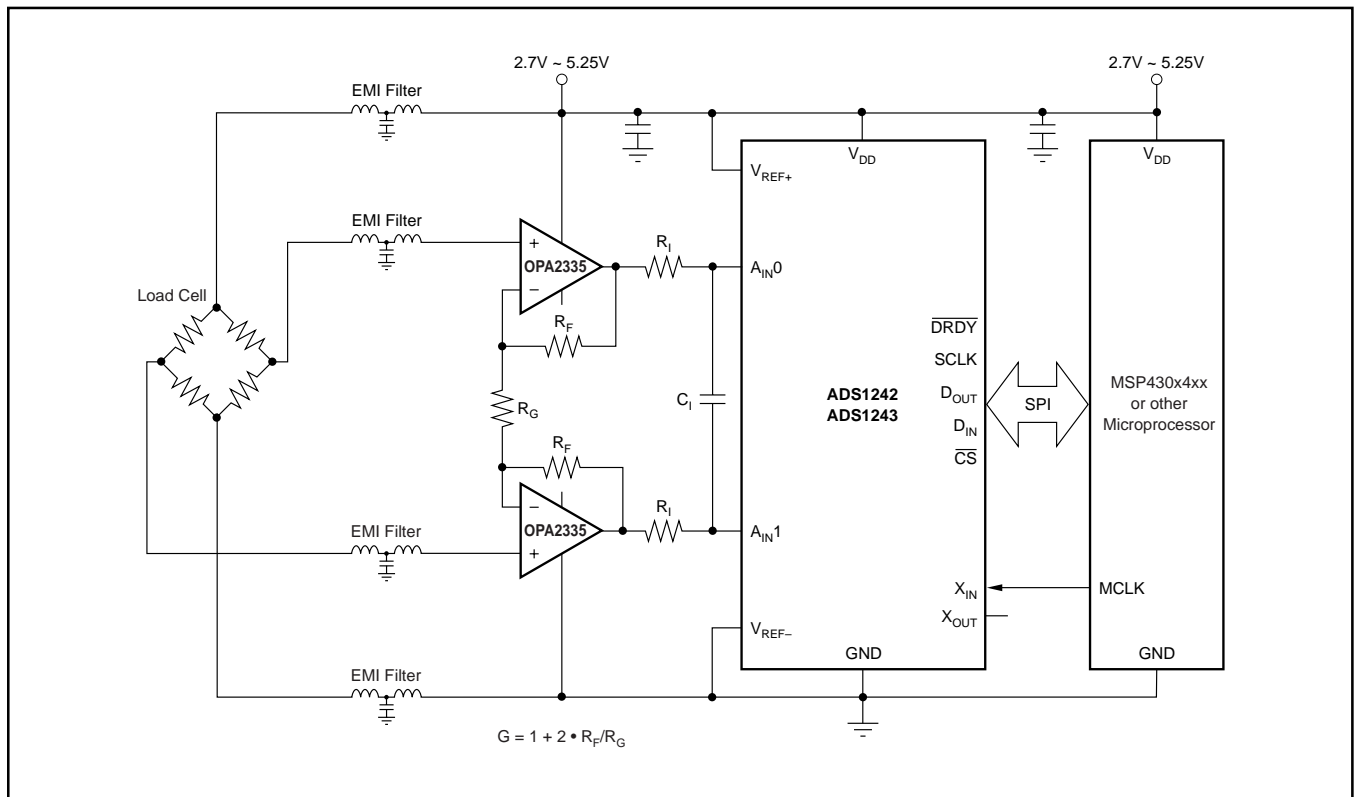 2.7V ~ 5.25V
2.7V ~ 5.25V
EMI Filter
V_DD
V_DD
V_REF+
EMI Filter
+
OPA2335
–
R_I
A_IN0
Load Cell
R_F
D̅R̅D̅Y̅
SCLK
R_G
C_I
ADS1242
ADS1243
D_OUT
D_IN
C̅S̅
SPI
MSP430x4xx
or other
Microprocessor
R_F
–
OPA2335
+
R_I
A_IN1
EMI Filter
X_IN
MCLK
X_OUT
V_REF–
GND
GND
EMI Filter
G = 1 + 2 • R_F/R_G